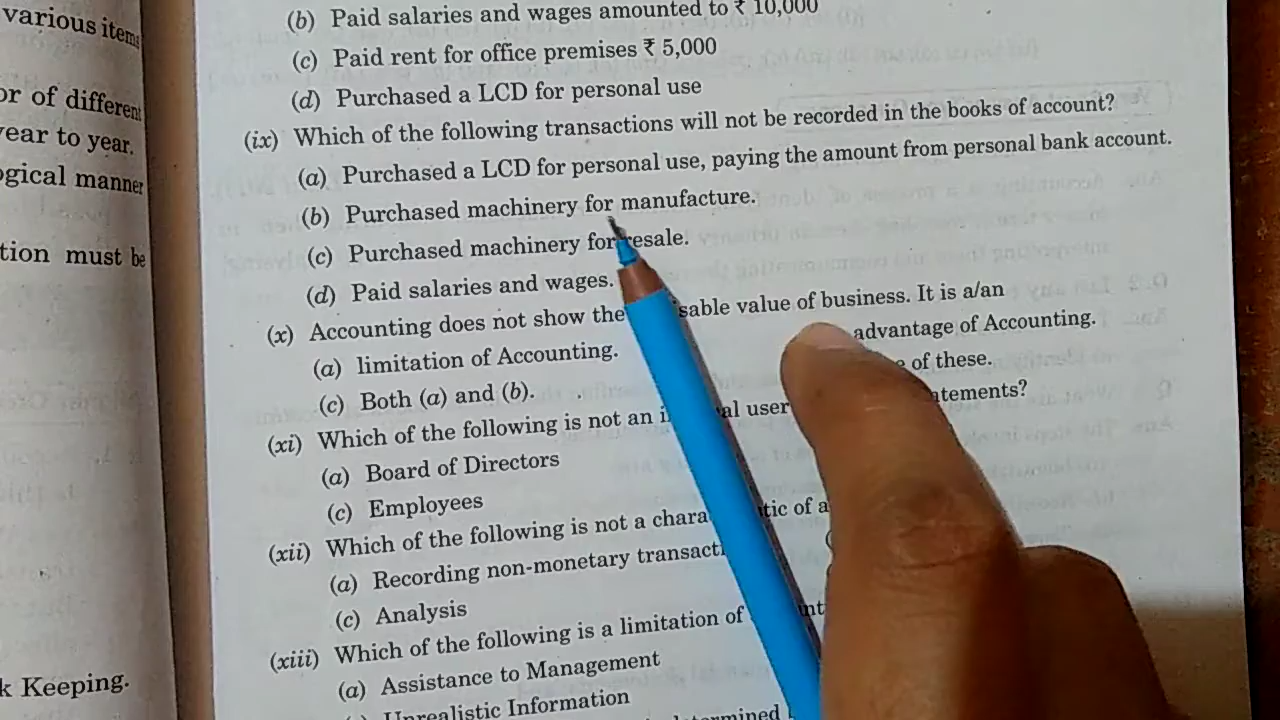 various items
or of different
year to year.
ogical manner
tion must be
k Keeping.
(b) Paid salaries and wages amounted to ₹ 10,000
(c) Paid rent for office premises ₹ 5,000
(d) Purchased a LCD for personal use
(ix) Which of the following transactions will not be recorded in the books of account?
(a) Purchased a LCD for personal use, paying the amount from personal bank account.
(b) Purchased machinery for manufacture.
(c) Purchased machinery for resale.
(d) Paid salaries and wages.
(x) Accounting does not show the sable value of business. It is a/an
(a) limitation of Accounting. advantage of Accounting.
(c) Both (a) and (b). of these.
(xi) Which of the following is not an al user atements?
(a) Board of Directors
(c) Employees
(xii) Which of the following is not a chara tic of a
(a) Recording non-monetary transacti
(c) Analysis
(xiii) Which of the following is a limitation of
(a) Assistance to Management
Unrealistic Information
determined